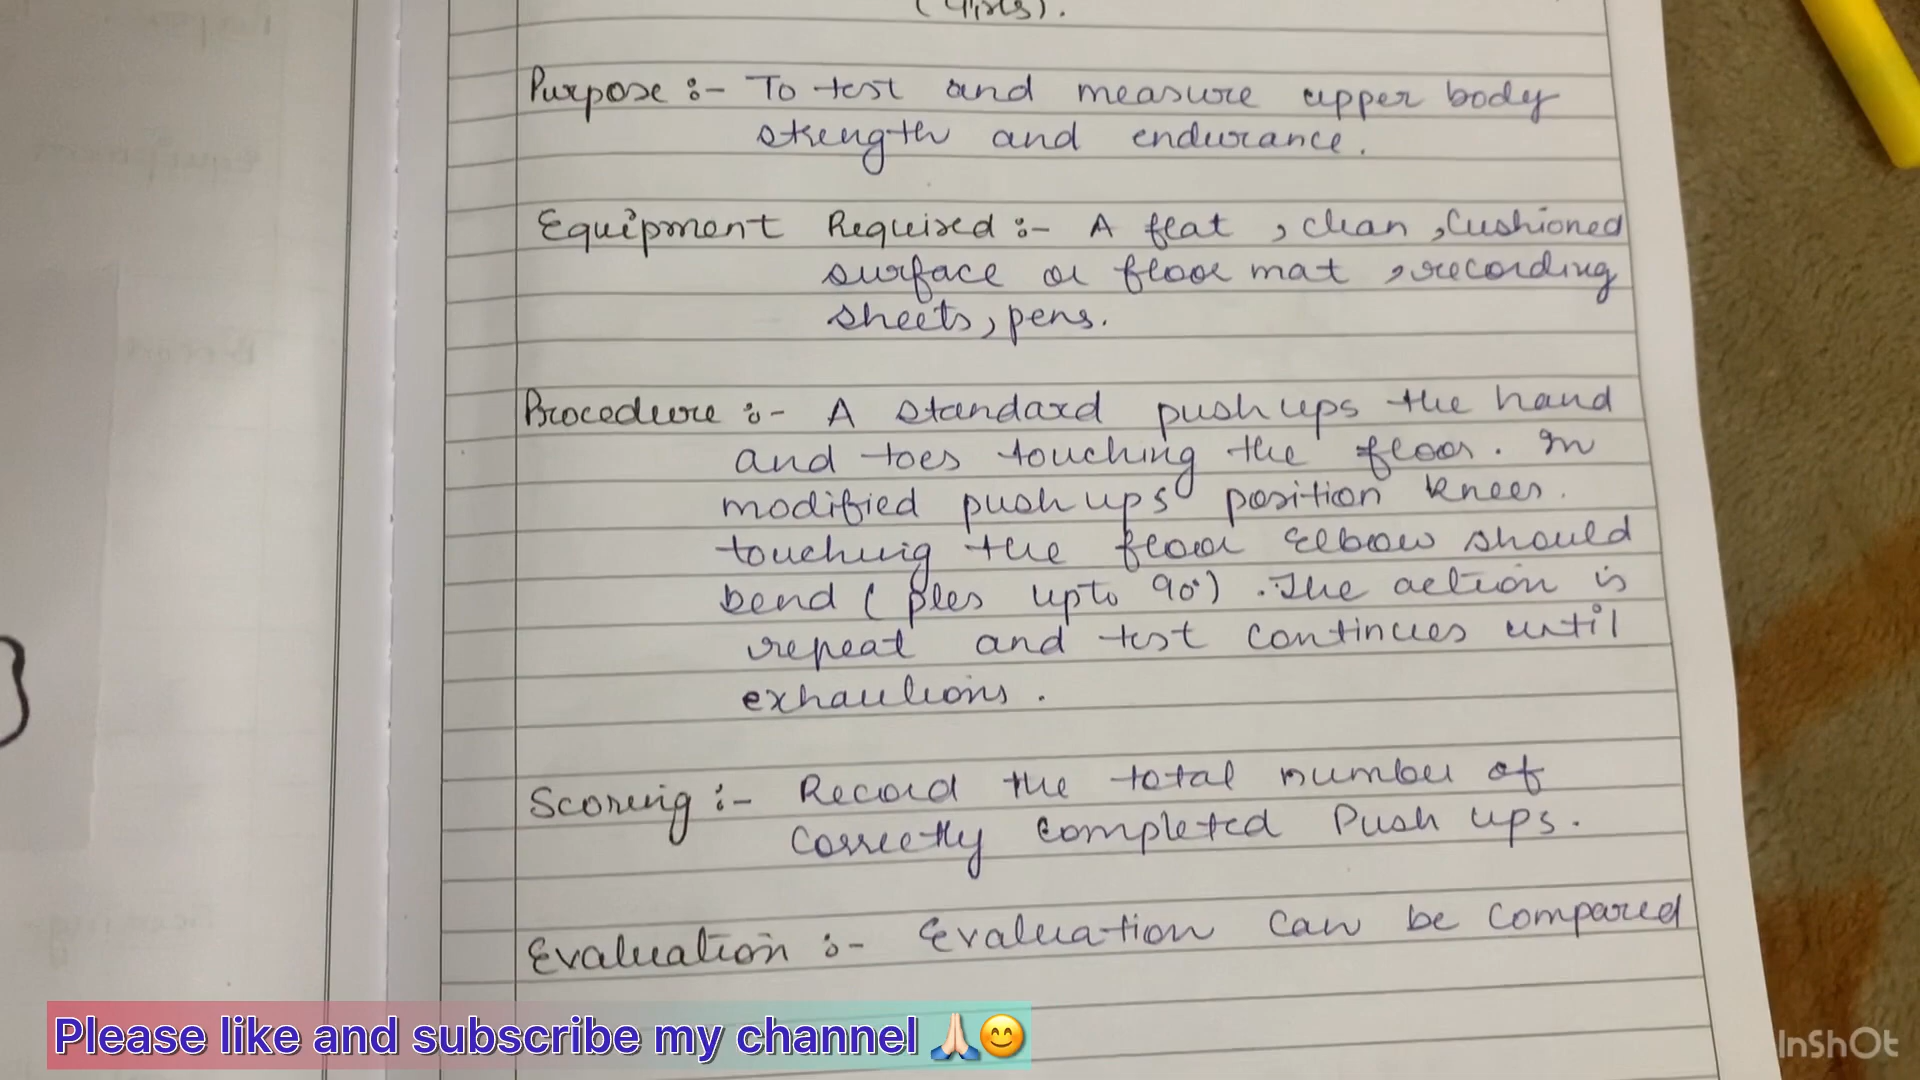 (Girls).
Purpose :- To test and measure upper body
strength and endurance.
Equipment Required :- A flat , clean , Cushioned
surface or floor mat , recording
sheets, pens.
Procedure :- A standard push ups the hand
and toes touching the floor. In
modified push ups position knees.
touching the floor Elbow should
bend ( ples upto 90°) . The action is
repeat and test continues until
exhautions .
Scoring :- Record the total number of
Correctly completed Push ups.
Evaluation :- Evaluation can be compared
Please like and subscribe my channel 🙏🏻😊
InShOt